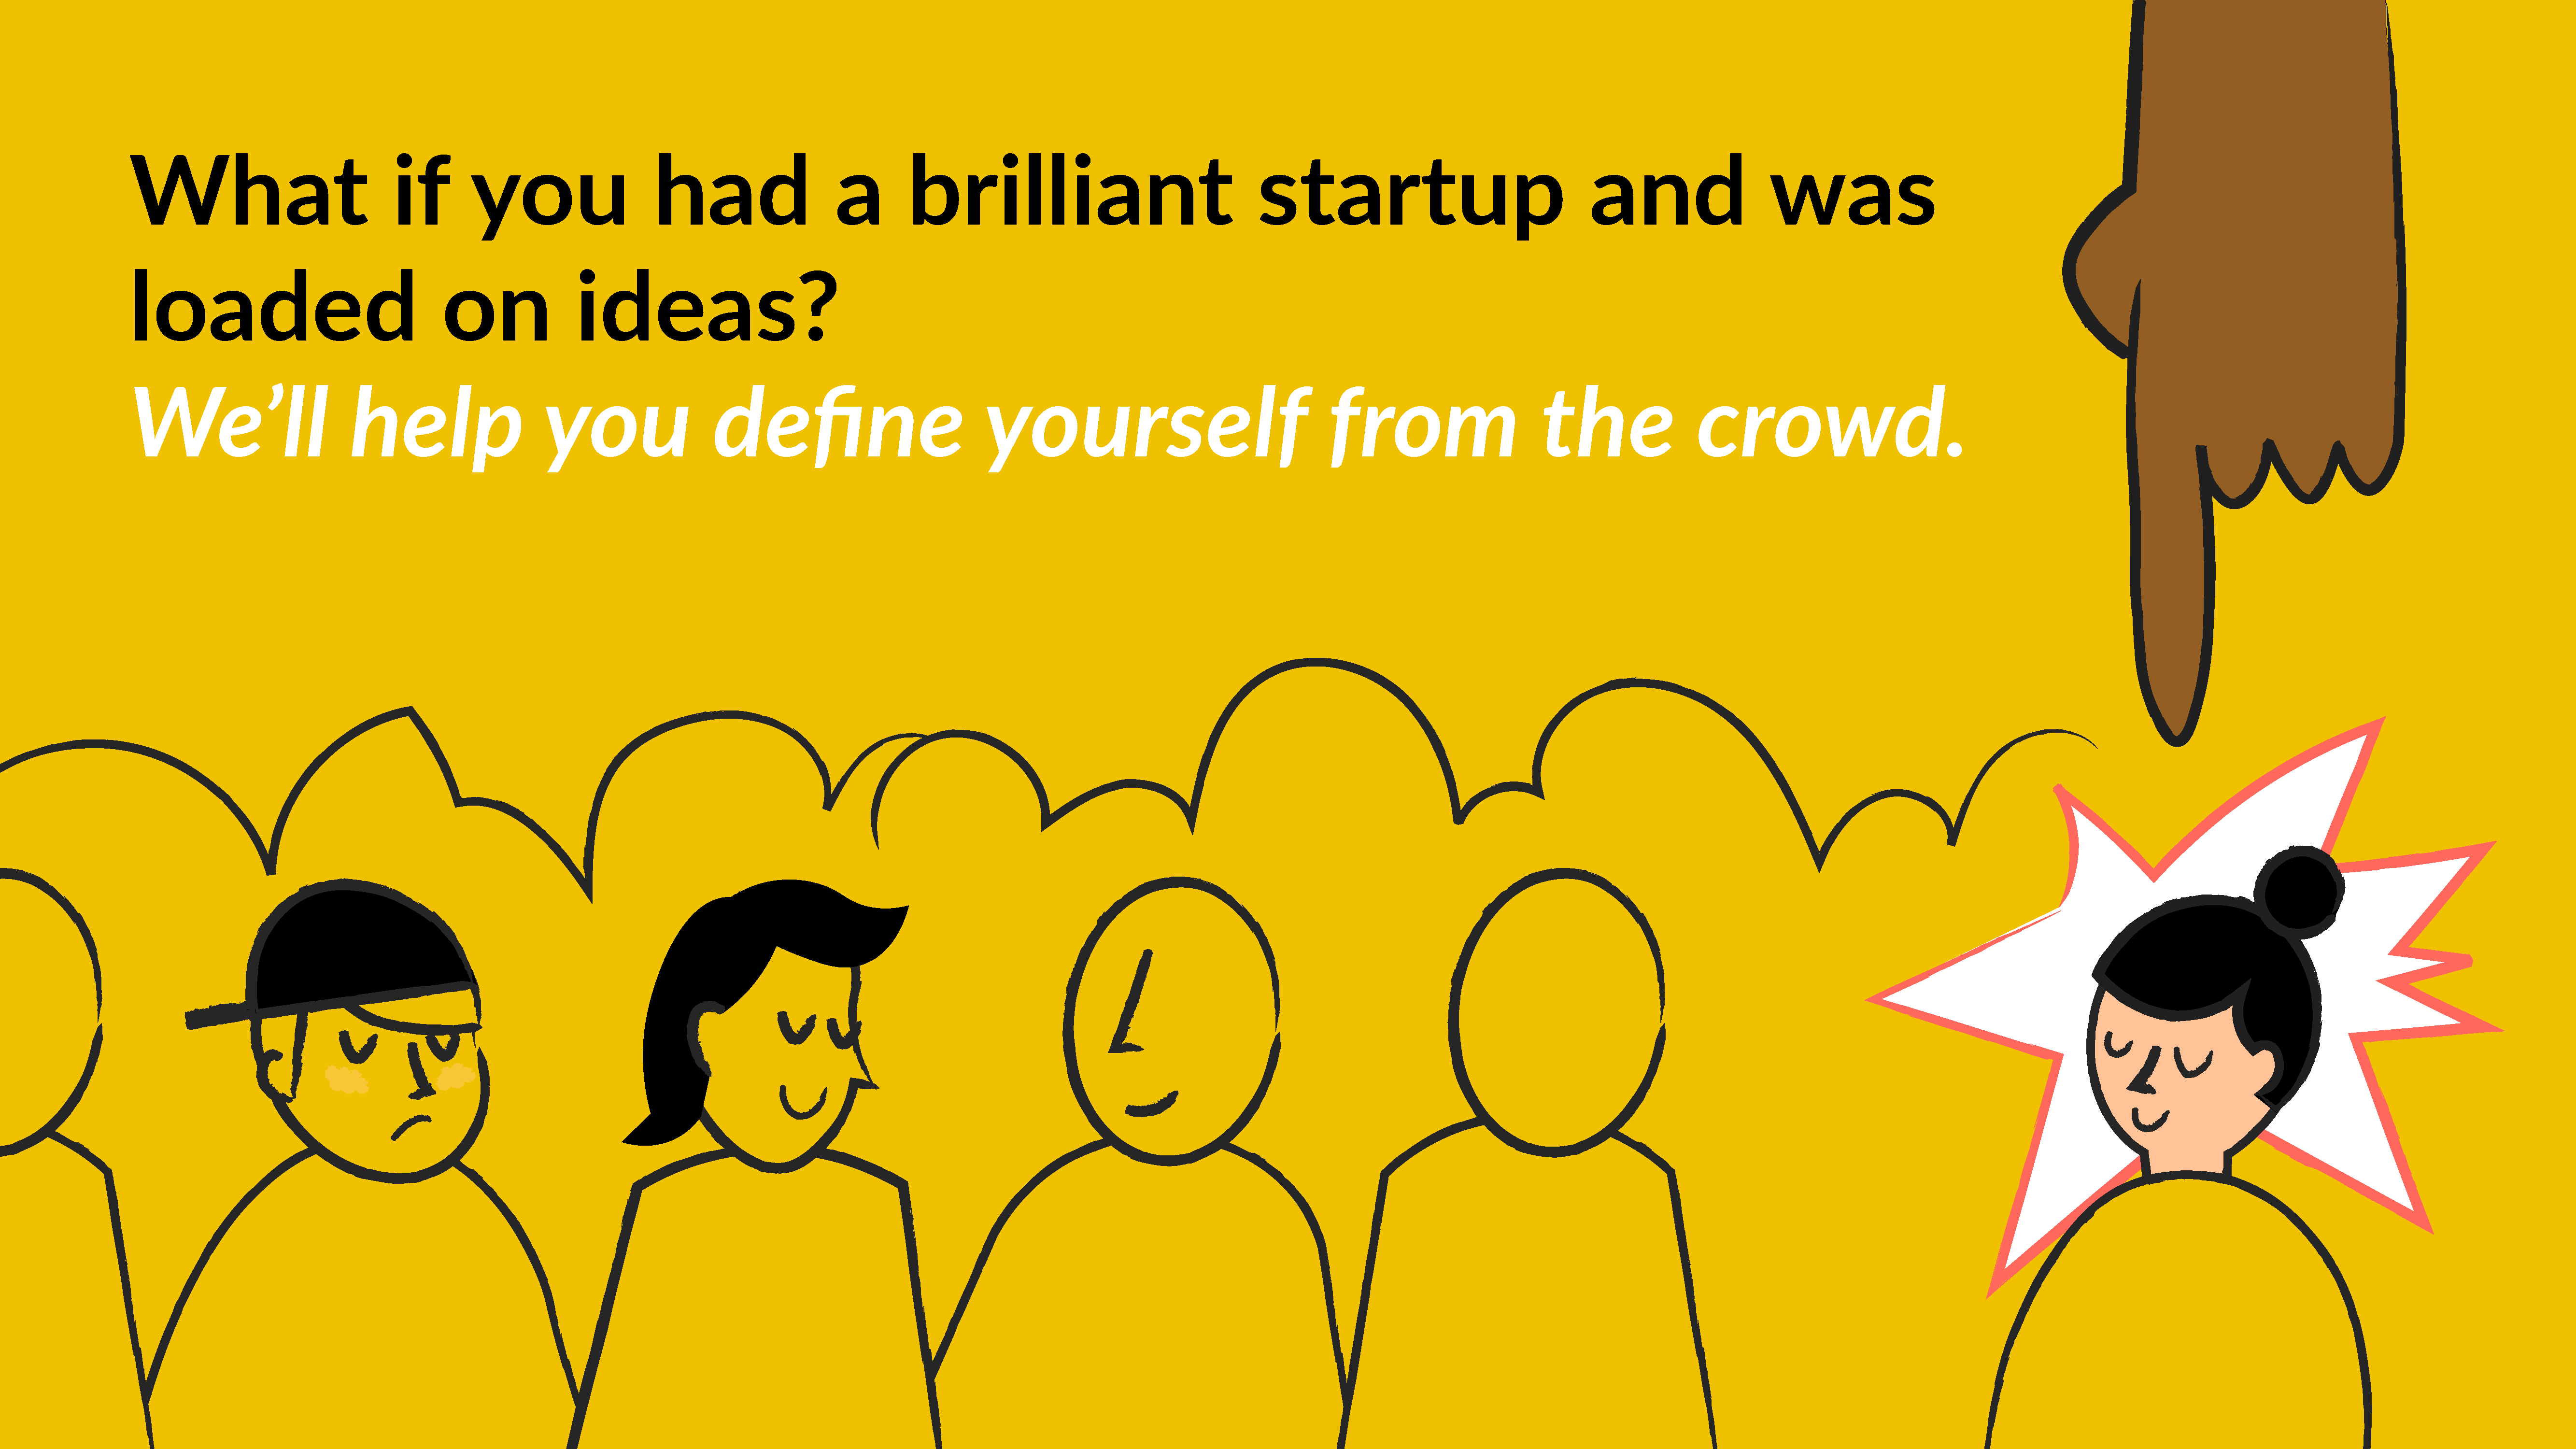 What if you had a brilliant startup and was
loaded on ideas?
We’ll help you define yourself from the crowd.